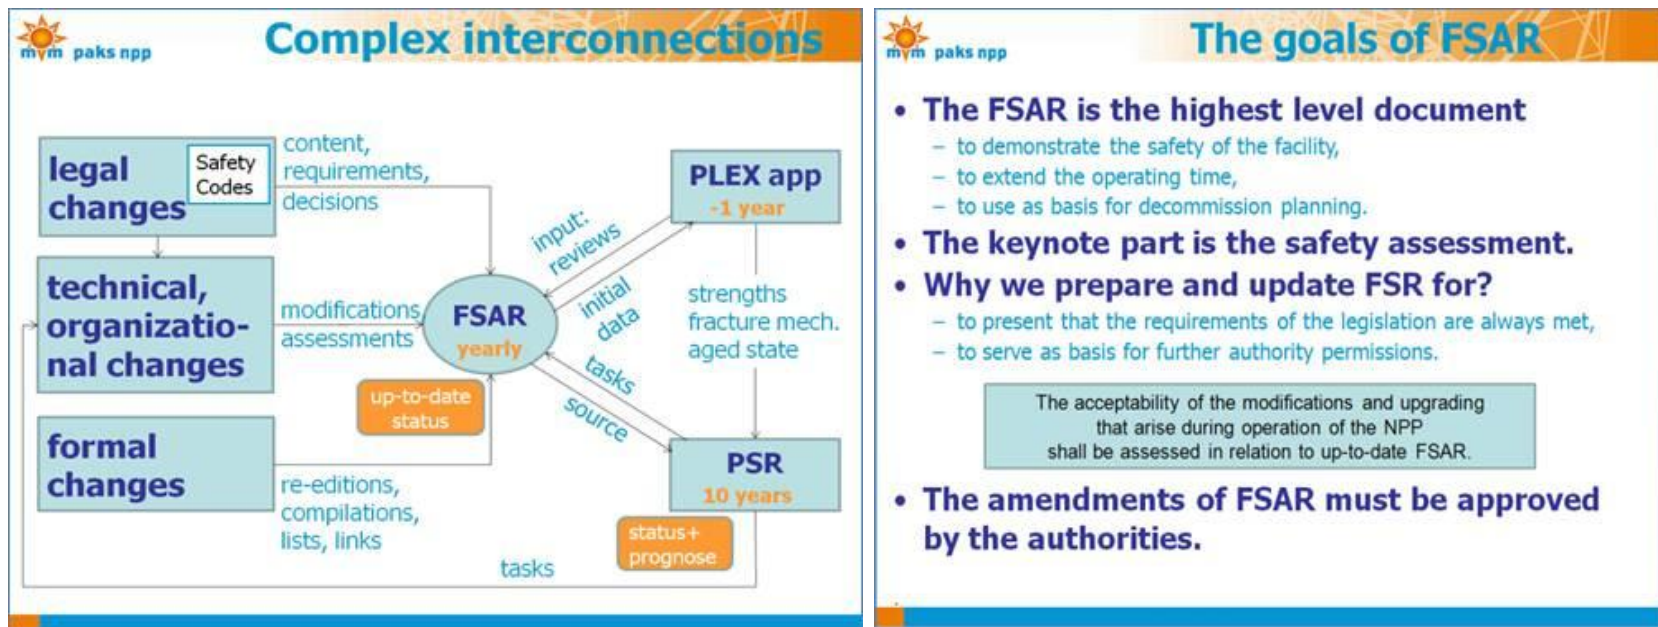 mvm paks npp
Complex interconnections
legal
changes
Safety
Codes
content,
requirements,
decisions
PLEX app
-1 year
input:
reviews
initial
data
technical,
organizatio-
nal changes
modifications
assessments
FSAR
yearly
strengths
fracture mech.
aged state
tasks
source
up-to-date
status
formal
changes
re-editions,
compilations,
lists, links
PSR
10 years
status+
prognose
tasks
mvm paks npp
The goals of FSAR
• The FSAR is the highest level document
– to demonstrate the safety of the facility,
– to extend the operating time,
– to use as basis for decommission planning.
• The keynote part is the safety assessment.
• Why we prepare and update FSR for?
– to present that the requirements of the legislation are always met,
– to serve as basis for further authority permissions.
The acceptability of the modifications and upgrading
that arise during operation of the NPP
shall be assessed in relation to up-to-date FSAR.
• The amendments of FSAR must be approved
by the authorities.